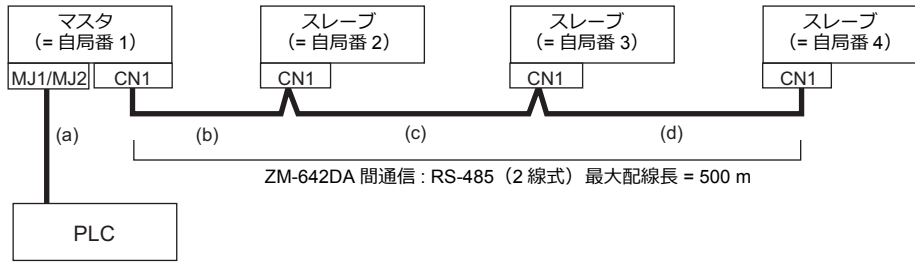 マスタ
(= 自局番 1)
スレーブ
(= 自局番 2)
スレーブ
(= 自局番 3)
スレーブ
(= 自局番 4)
MJ1/MJ2
CN1
CN1
CN1
CN1
(a)
(b)
(c)
(d)
ZM-642DA 間通信 : RS-485（2 線式）最大配線長 = 500 m
PLC